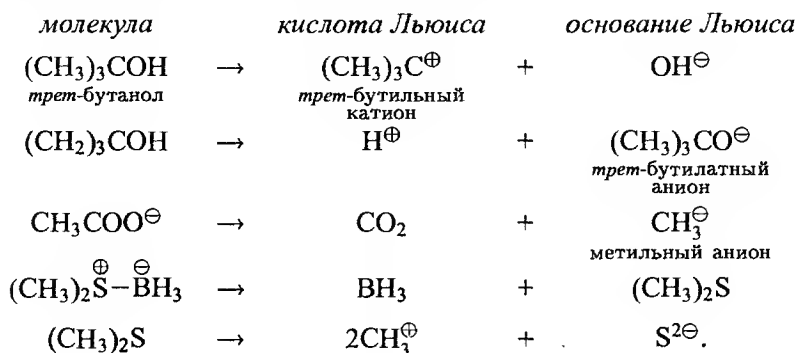 молекула кислота Льюиса основание Льюиса
(CH₃)₃COH → (CH₃)₃C⊕ + OH⊖
трет-бутанол трет-бутильный
катион
(CH₂)₃COH → H⊕ + (CH₃)₃CO⊖
трет-бутилатный
анион
CH₃COO⊖ → CO₂ + CH₃⊖
метильный анион
⊕ ⊖
(CH₃)₂S–BH₃ → BH₃ + (CH₃)₂S
(CH₃)₂S → 2CH₃⊕ + S²⊖.